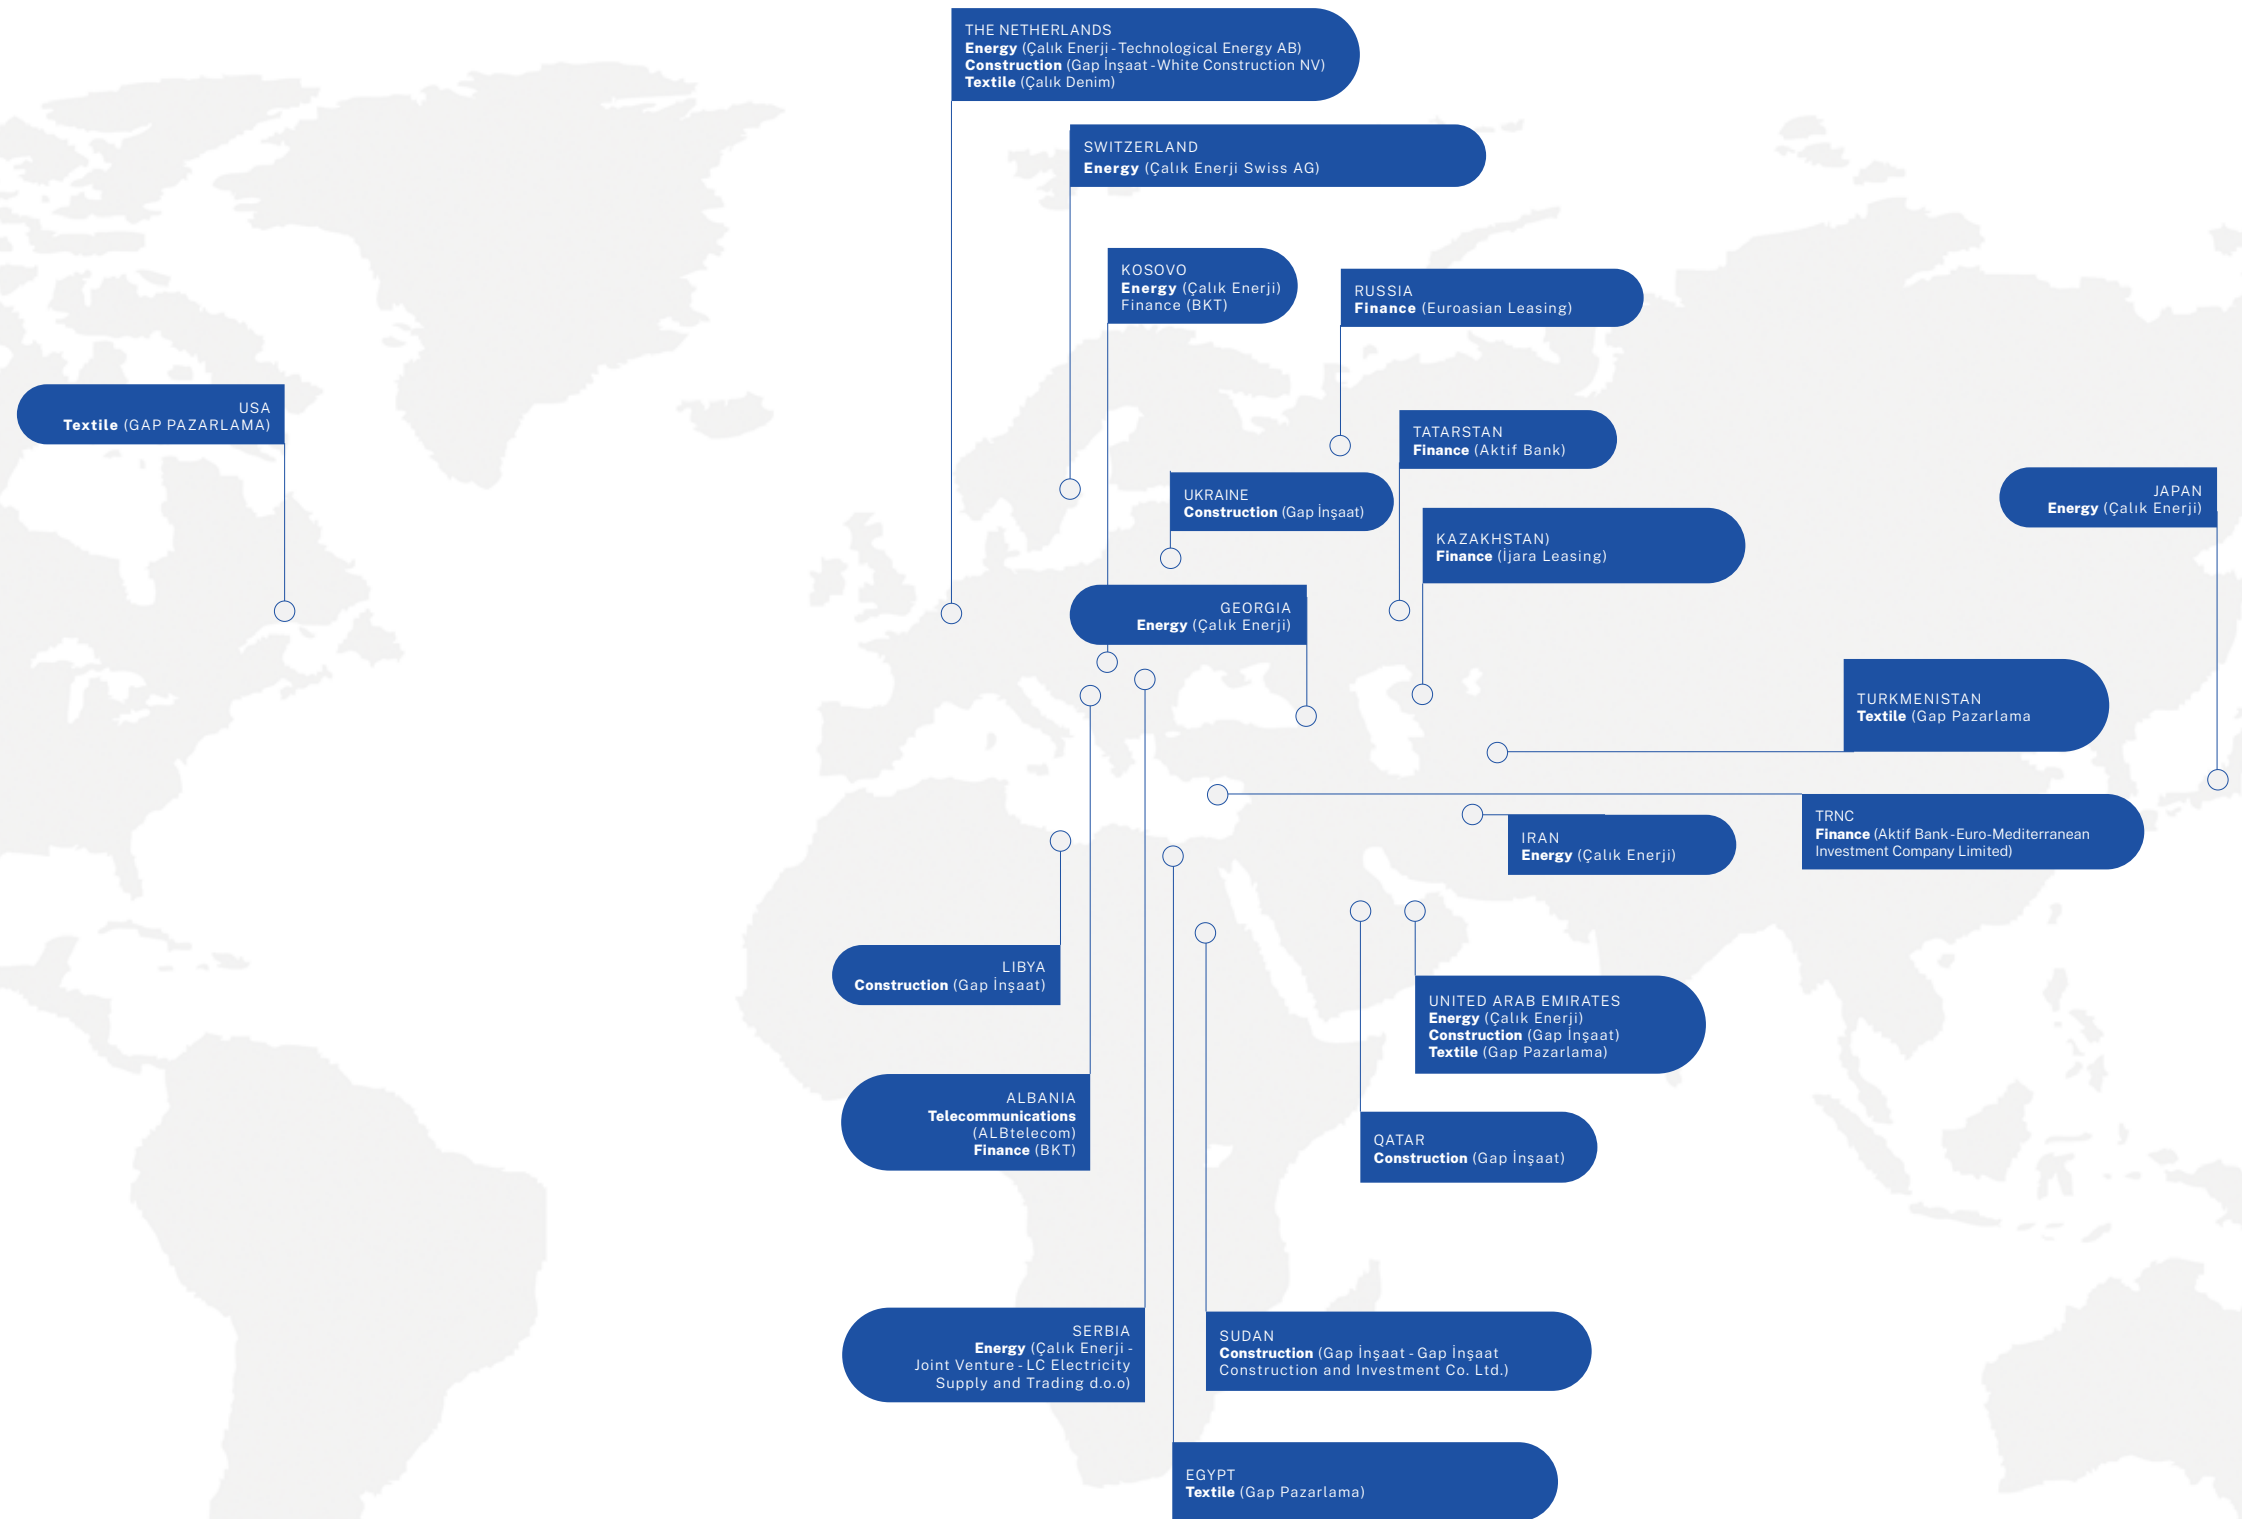 THE NETHERLANDS
Energy (Çalık Enerji - Technological Energy AB)
Construction (Gap İnşaat - White Construction NV)
Textile (Çalık Denim)
SWITZERLAND
Energy (Çalık Enerji Swiss AG)
KOSOVO
Energy (Çalık Enerji)
Finance (BKT)
RUSSIA
Finance (Euroasian Leasing)
USA
Textile (GAP PAZARLAMA)
TATARSTAN
Finance (Aktif Bank)
UKRAINE
Construction (Gap İnşaat)
JAPAN
Energy (Çalık Enerji)
KAZAKHSTAN)
Finance (İjara Leasing)
GEORGIA
Energy (Çalık Enerji)
TURKMENISTAN
Textile (Gap Pazarlama
TRNC
Finance (Aktif Bank - Euro-Mediterranean
Investment Company Limited)
IRAN
Energy (Çalık Enerji)
LIBYA
Construction (Gap İnşaat)
UNITED ARAB EMIRATES
Energy (Çalık Enerji)
Construction (Gap İnşaat)
Textile (Gap Pazarlama)
ALBANIA
Telecommunications
(ALBtelecom)
Finance (BKT)
QATAR
Construction (Gap İnşaat)
SERBIA
Energy (Çalık Enerji -
Joint Venture - LC Electricity
Supply and Trading d.o.o)
SUDAN
Construction (Gap İnşaat - Gap İnşaat
Construction and Investment Co. Ltd.)
EGYPT
Textile (Gap Pazarlama)